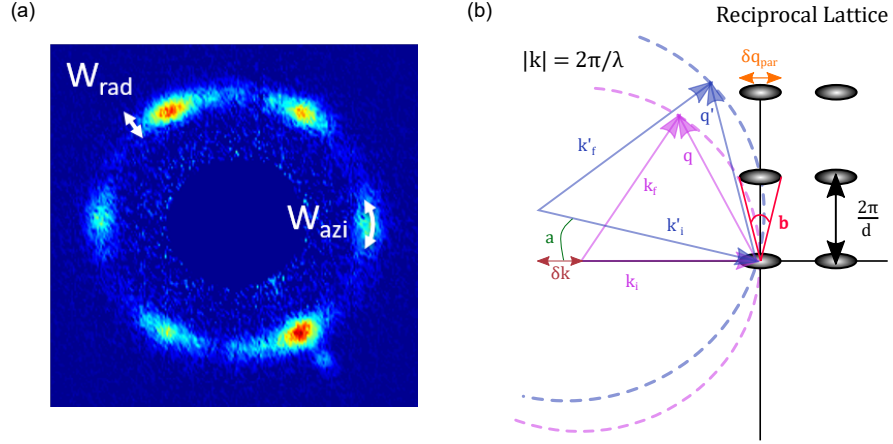 (a)
W_rad
W_azi
(b)
Reciprocal Lattice
|k| = 2π/λ
δq_par
q'
k'_f
q
k_f
a
k'_i
b
2π
d
δk
k_i